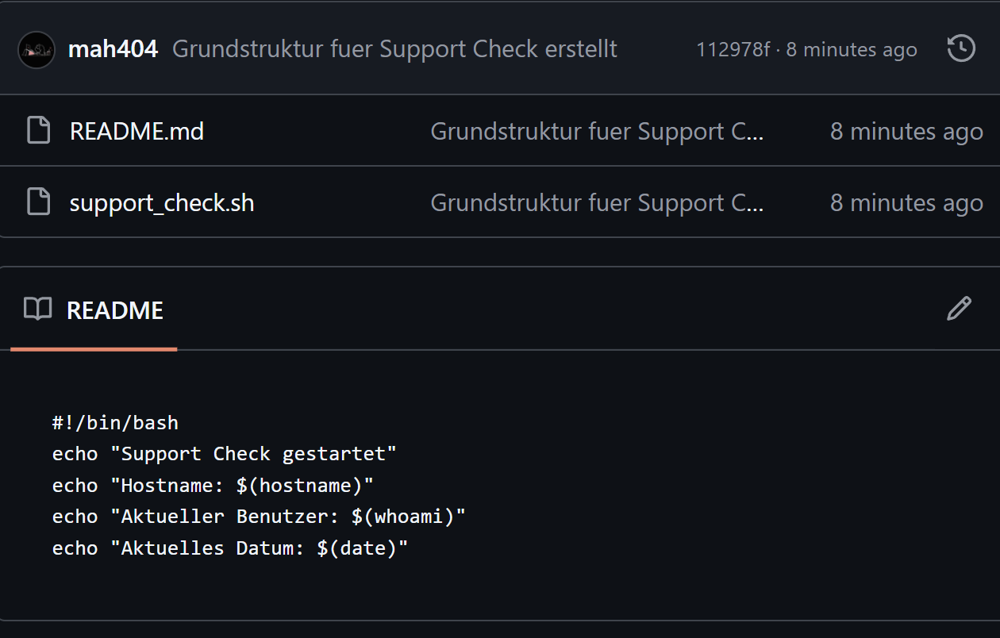 mah404 Grundstruktur fuer Support Check erstellt 112978f · 8 minutes ago
README.md Grundstruktur fuer Support C... 8 minutes ago
support_check.sh Grundstruktur fuer Support C... 8 minutes ago
README
#!/bin/bash
echo "Support Check gestartet"
echo "Hostname: $(hostname)"
echo "Aktueller Benutzer: $(whoami)"
echo "Aktuelles Datum: $(date)"